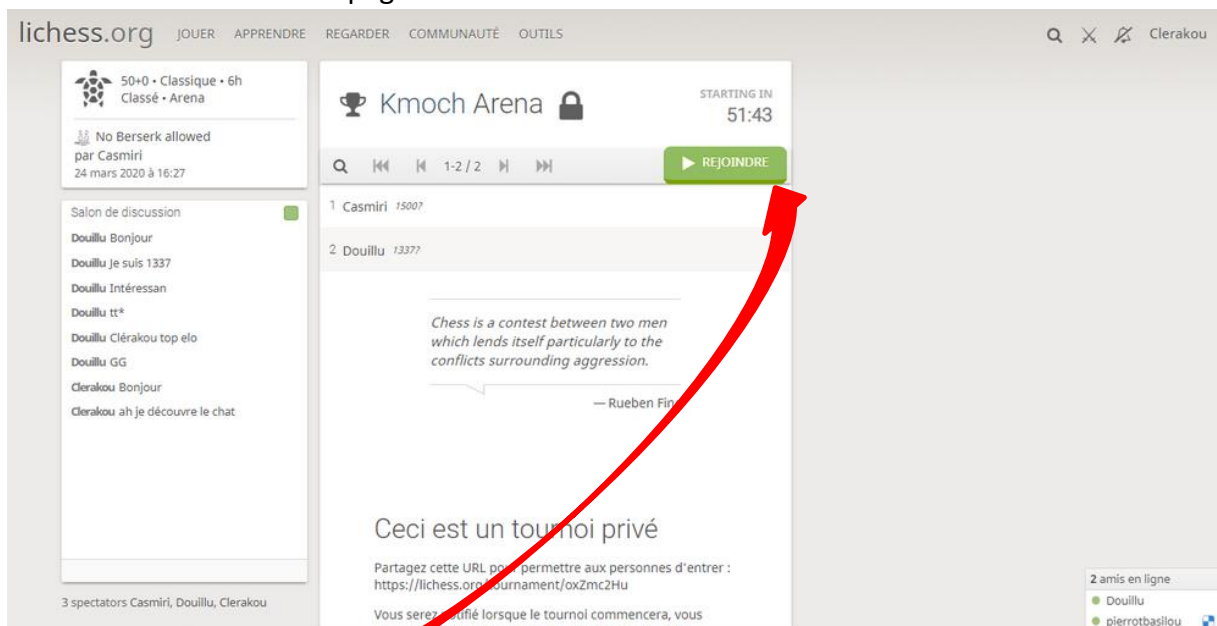 lichess.org JOUER APPRENDRE REGARDER COMMUNAUTÉ OUTILS Clerakou
50+0 • Classique • 6h
Classé • Arena
No Berserk allowed
par Casmiri
24 mars 2020 à 16:27
Salon de discussion
Douillu Bonjour
Douillu Je suis 1337
Douillu Intéressan
Douillu tt*
Douillu Clérakou top elo
Douillu GG
Clerakou Bonjour
Clerakou ah je découvre le chat
3 spectators Casmiri, Douillu, Clerakou
Kmoch Arena
STARTING IN
51:43
1-2 / 2
REJOINDRE
1 Casmiri 1500?
2 Douillu 1337?
Chess is a contest between two men
which lends itself particularly to the
conflicts surrounding aggression.
— Rueben
Ceci est un tournoi privé
Partagez cette URL pour permettre aux personnes d'entrer :
https://lichess.org/tournament/oxZmc2Hu
Vous serez notifié lorsque le tournoi commencera, vous
2 amis en ligne
Douillu
pierrotbasilou